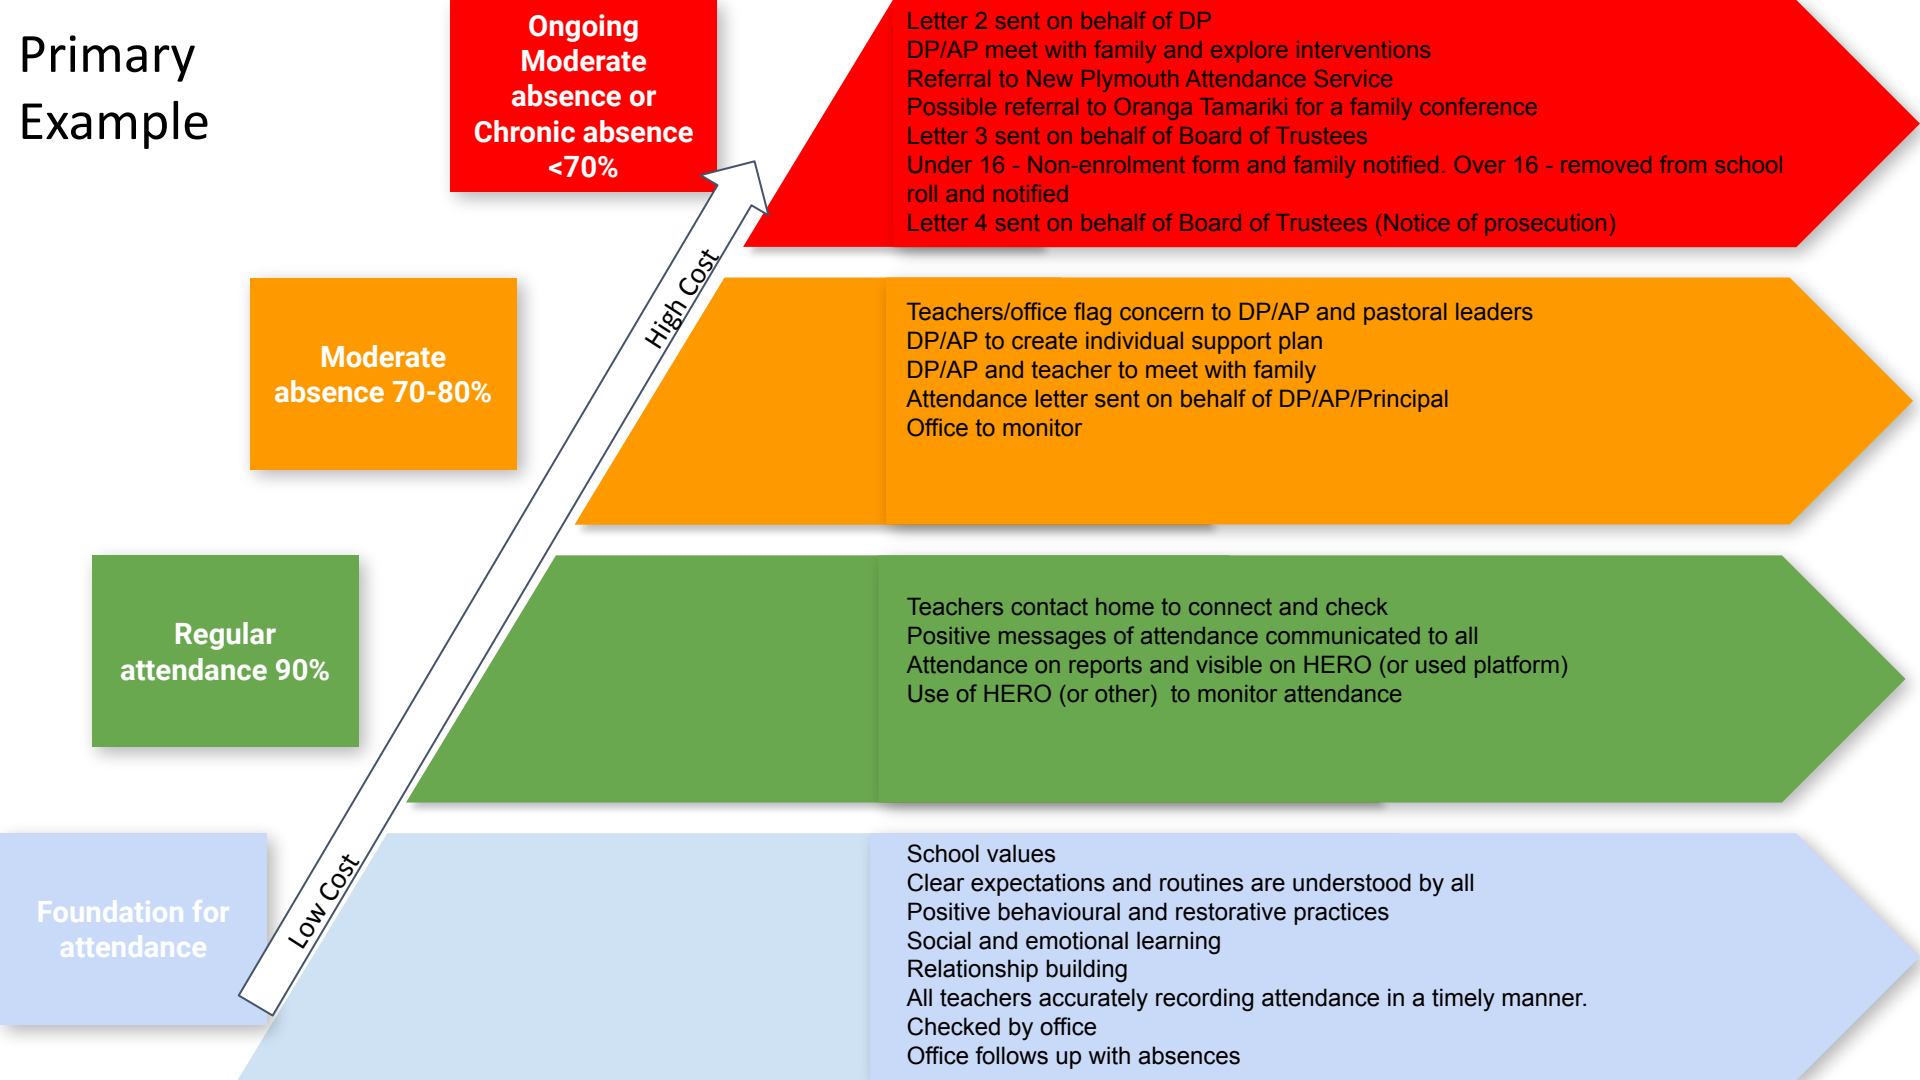 Primary
Example
Ongoing
Moderate
absence or
Chronic absence
<70%
Letter 2 sent on behalf of DP
DP/AP meet with family and explore interventions
Referral to New Plymouth Attendance Service
Possible referral to Oranga Tamariki for a family conference
Letter 3 sent on behalf of Board of Trustees
Under 16 - Non-enrolment form and family notified. Over 16 - removed from school
roll and notified
Letter 4 sent on behalf of Board of Trustees (Notice of prosecution)
High Cost
Moderate
absence 70-80%
Teachers/office flag concern to DP/AP and pastoral leaders
DP/AP to create individual support plan
DP/AP and teacher to meet with family
Attendance letter sent on behalf of DP/AP/Principal
Office to monitor
Regular
attendance 90%
Teachers contact home to connect and check
Positive messages of attendance communicated to all
Attendance on reports and visible on HERO (or used platform)
Use of HERO (or other)  to monitor attendance
Low Cost
Foundation for
attendance
School values
Clear expectations and routines are understood by all
Positive behavioural and restorative practices
Social and emotional learning
Relationship building
All teachers accurately recording attendance in a timely manner.
Checked by office
Office follows up with absences